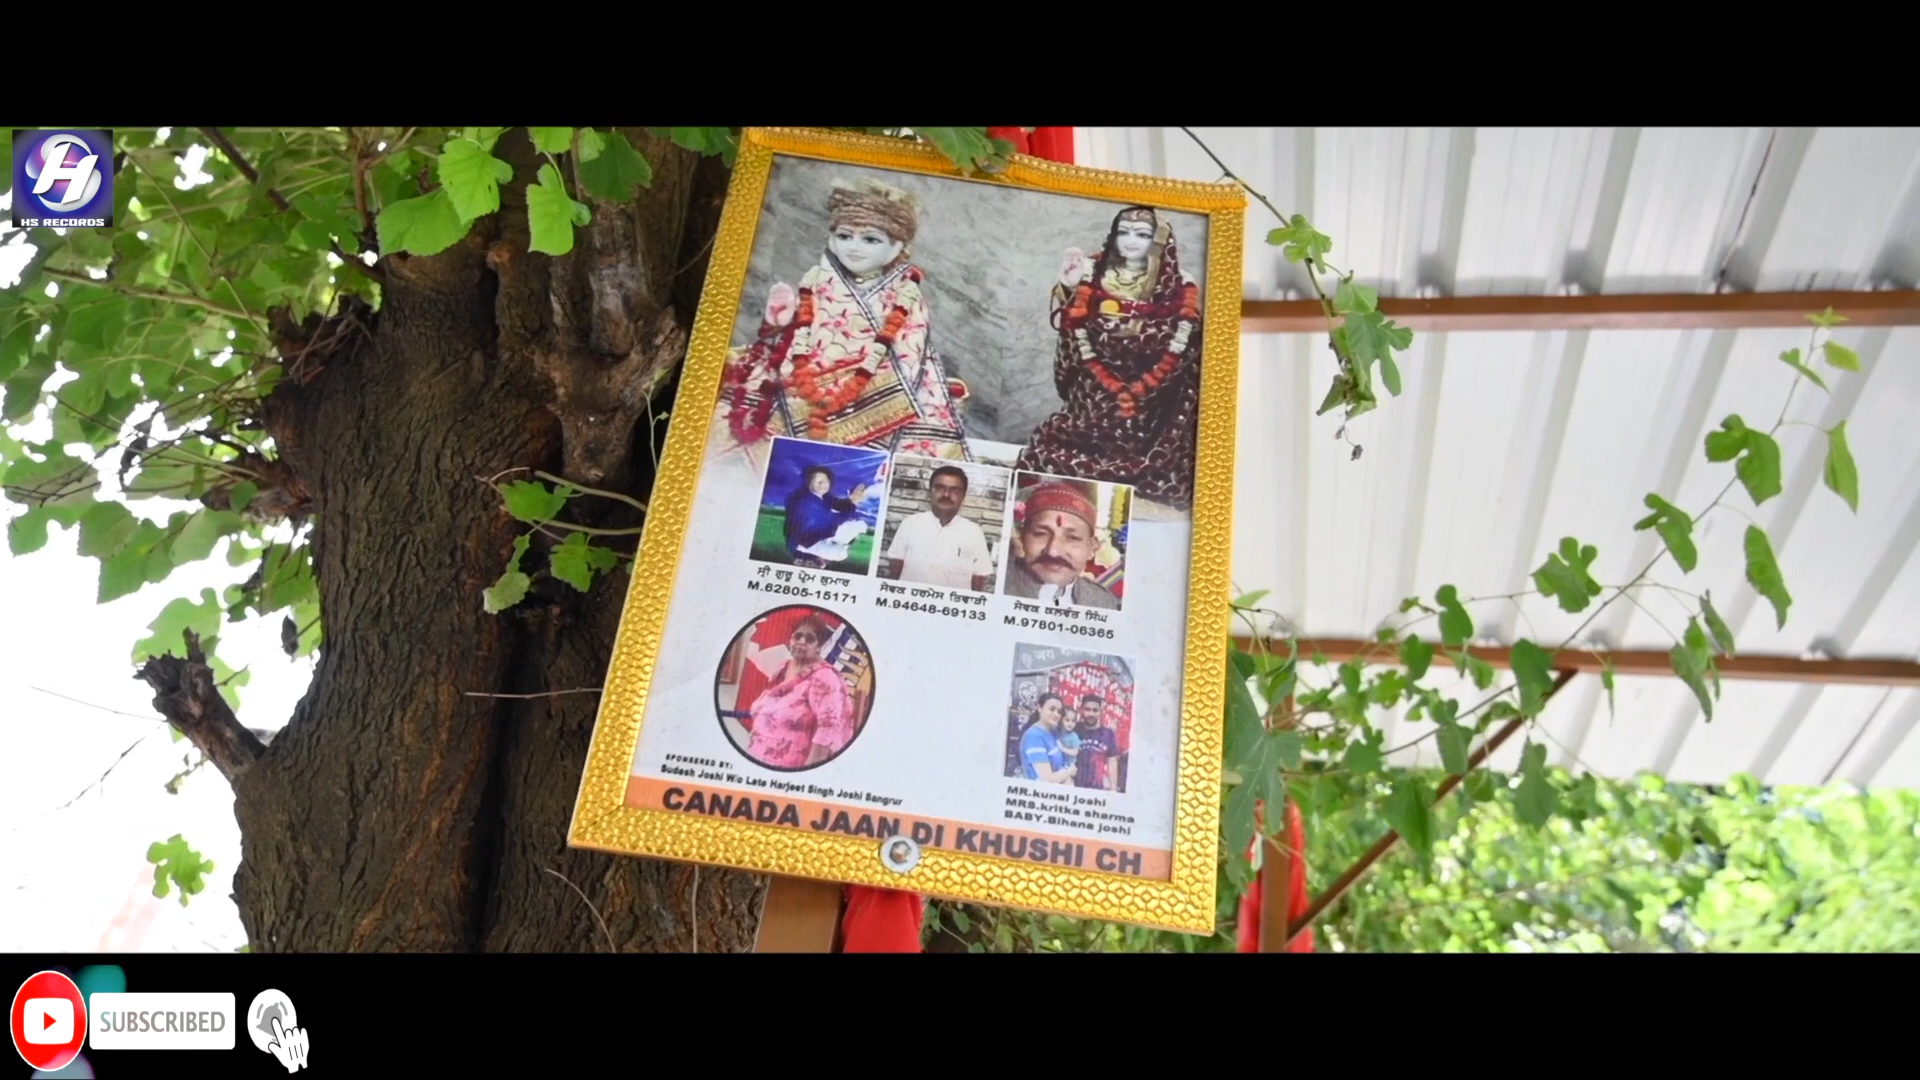 HS RECORDS
ਸ੍ਰੀ ਗੁਰੂ ਪ੍ਰੇਮ ਕੁਮਾਰ
M.62805-15171
ਸੇਵਕ ਹਰਮੇਸ ਤਿਵਾੜੀ
M.94648-69133
ਸੇਵਕ ਕਲਵੰਤ ਸਿੰਘ
M.97801-06365
SPONSERED BY:
Sudesh Joshi W/o Late Harjeet Singh Joshi Sangrur
MR.kunal joshi
MRS.kritka sharma
BABY.Bihana joshi
CANADA JAAN DI KHUSHI CH
SUBSCRIBED